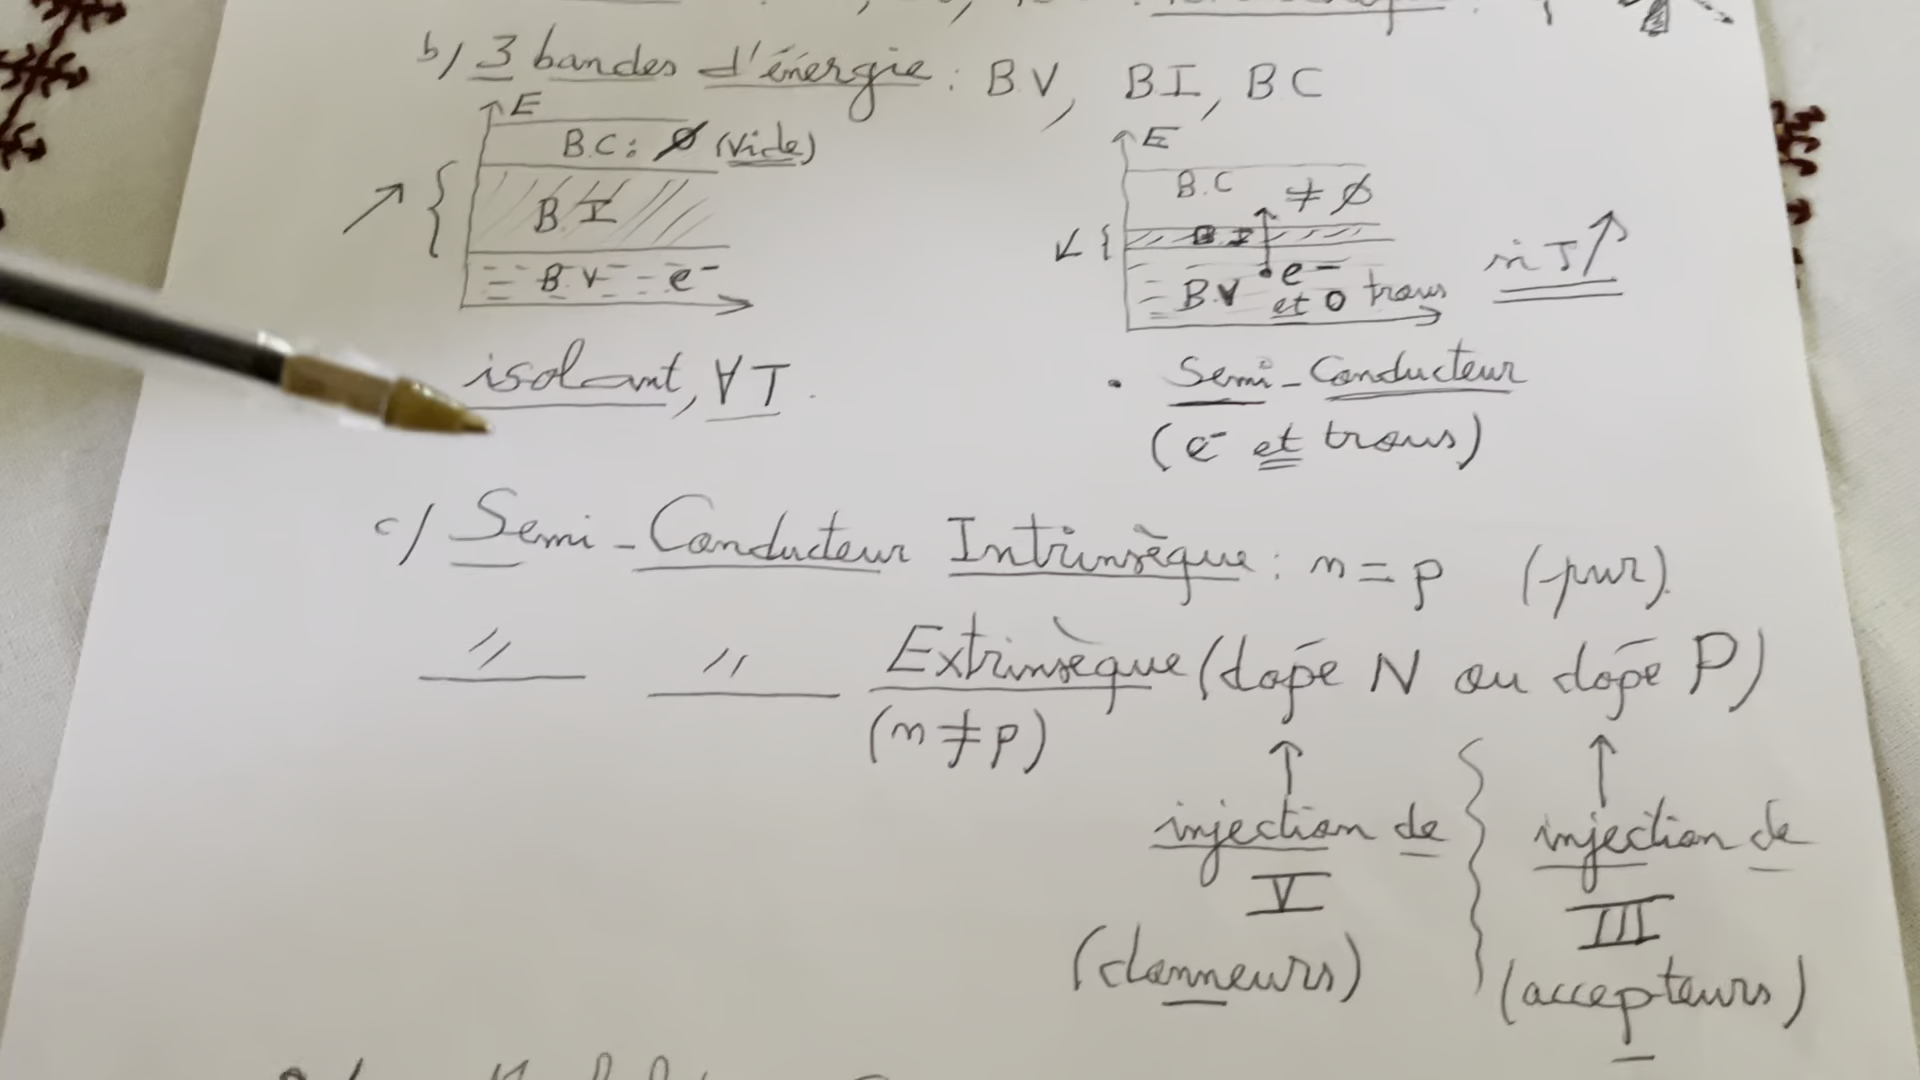 b/ 3 bandes d'énergie : BV, BI, BC
E
B.C : ∅ (vide)
B.I
B.V e⁻
isolant, ∀T.
E
B.C ≠ ∅
B I
B.V e⁻
et 0 trous
si T ↗
. Semi-Conducteur
(e⁻ et trous)
c/ Semi-Conducteur Intrinsèque : n = p (pur).
〃 〃 Extrinsèque (dopé N ou dopé P)
(n ≠ p)
injection de
V
(donneurs)
injection de
III
(accepteurs)